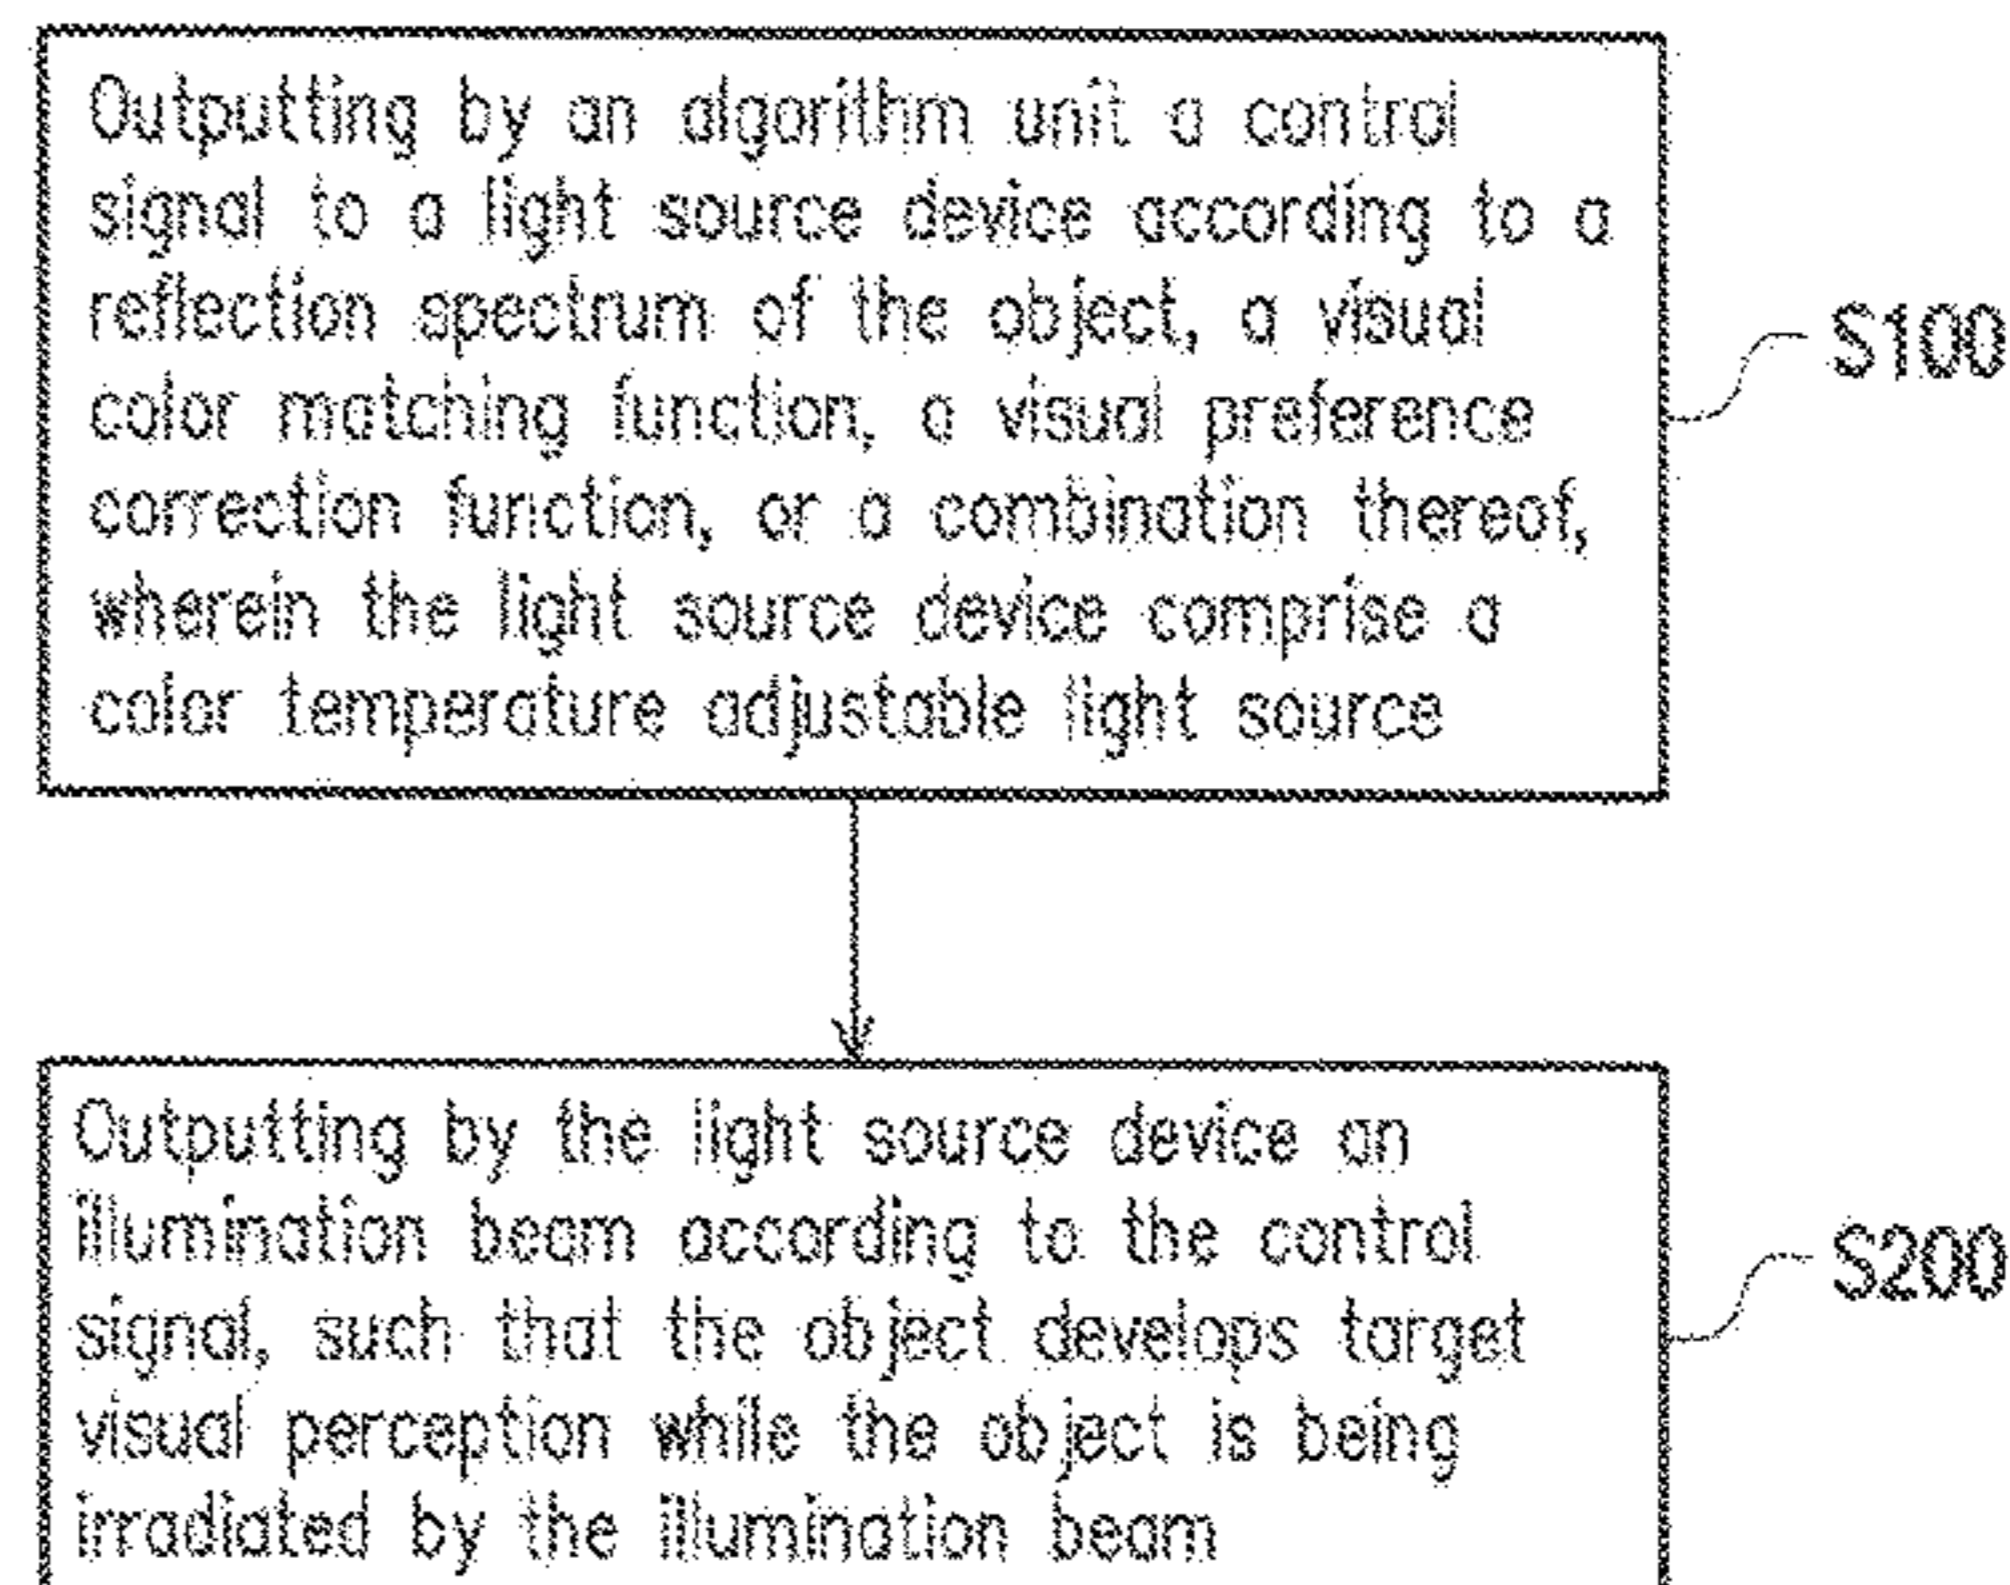 Outputting by an algorithm unit a control
signal to a light source device according to a
reflection spectrum of the object, a visual
color matching function, a visual preference
correction function, or a combination thereof,
wherein the light source device comprise a
color temperature adjustable light source
S100
Outputting by the light source device an
illumination beam according to the control
signal, such that the object develops target
visual perception while the object is being
irradiated by the illumination beam
S200